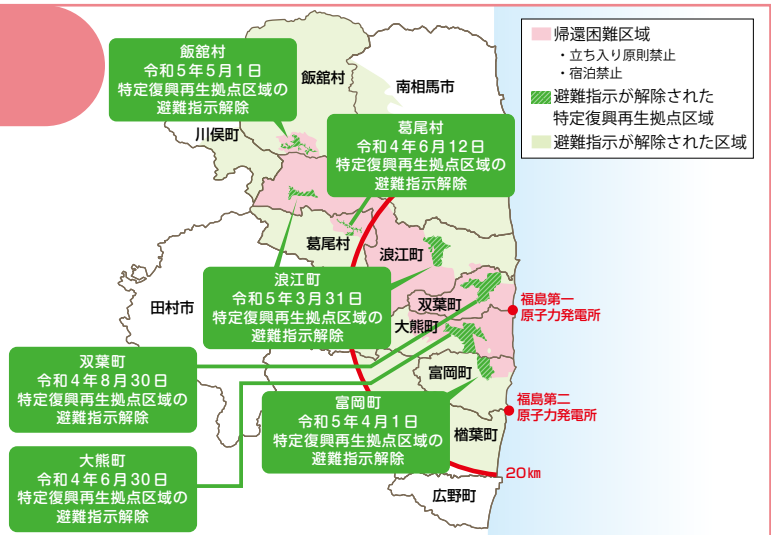 飯舘村
令和5年5月1日
特定復興再生拠点区域の
避難指示解除
飯舘村
南相馬市
川俣町
帰還困難区域
・立ち入り原則禁止
・宿泊禁止
避難指示が解除された
特定復興再生拠点区域
避難指示が解除された区域
葛尾村
令和4年6月12日
特定復興再生拠点区域の
避難指示解除
葛尾村
浪江町
浪江町
令和5年3月31日
特定復興再生拠点区域の
避難指示解除
田村市
双葉町
大熊町
福島第一
原子力発電所
双葉町
令和4年8月30日
特定復興再生拠点区域の
避難指示解除
富岡町
富岡町
令和5年4月1日
特定復興再生拠点区域の
避難指示解除
福島第二
原子力発電所
楢葉町
大熊町
令和4年6月30日
特定復興再生拠点区域の
避難指示解除
20km
広野町